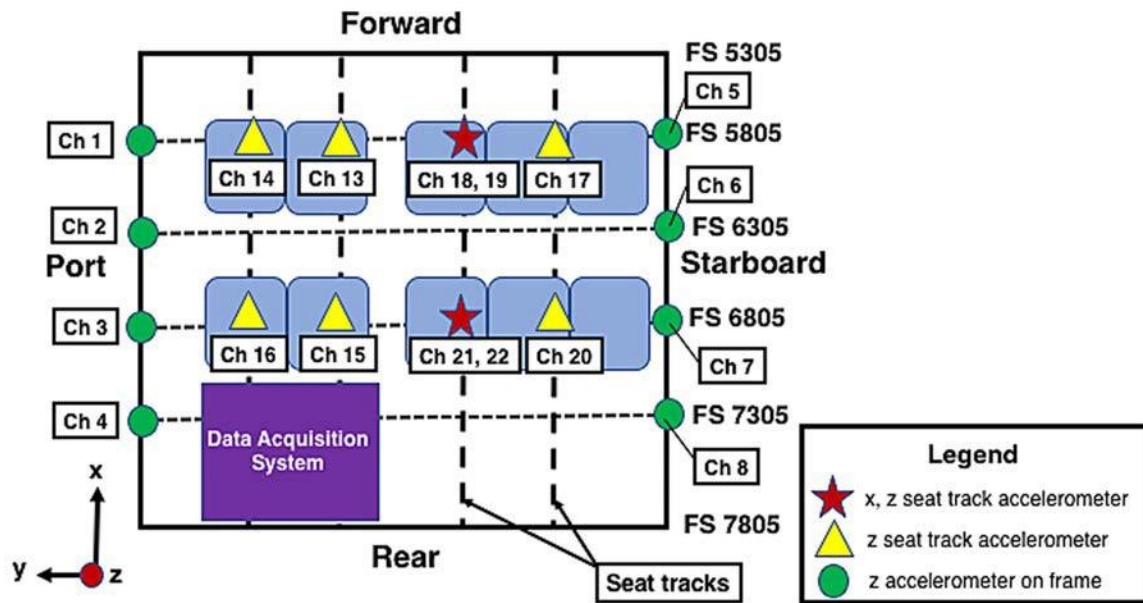 Forward
FS 5305
Ch 5
Ch 1
FS 5805
Ch 14
Ch 13
Ch 18, 19
Ch 17
Ch 6
Ch 2
FS 6305
Port
Starboard
Ch 3
FS 6805
Ch 16
Ch 15
Ch 21, 22
Ch 20
Ch 7
Ch 4
FS 7305
Data Acquisition
System
Ch 8
x
y
z
FS 7805
Rear
Seat tracks
Legend
x, z seat track accelerometer
z seat track accelerometer
z accelerometer on frame